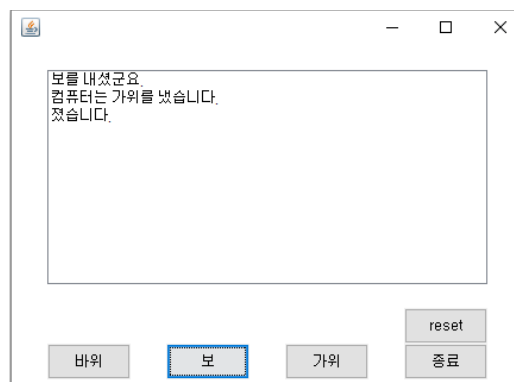 보를 내셨군요.
컴퓨터는 가위를 냈습니다.
졌습니다.
reset
바위
보
가위
종료